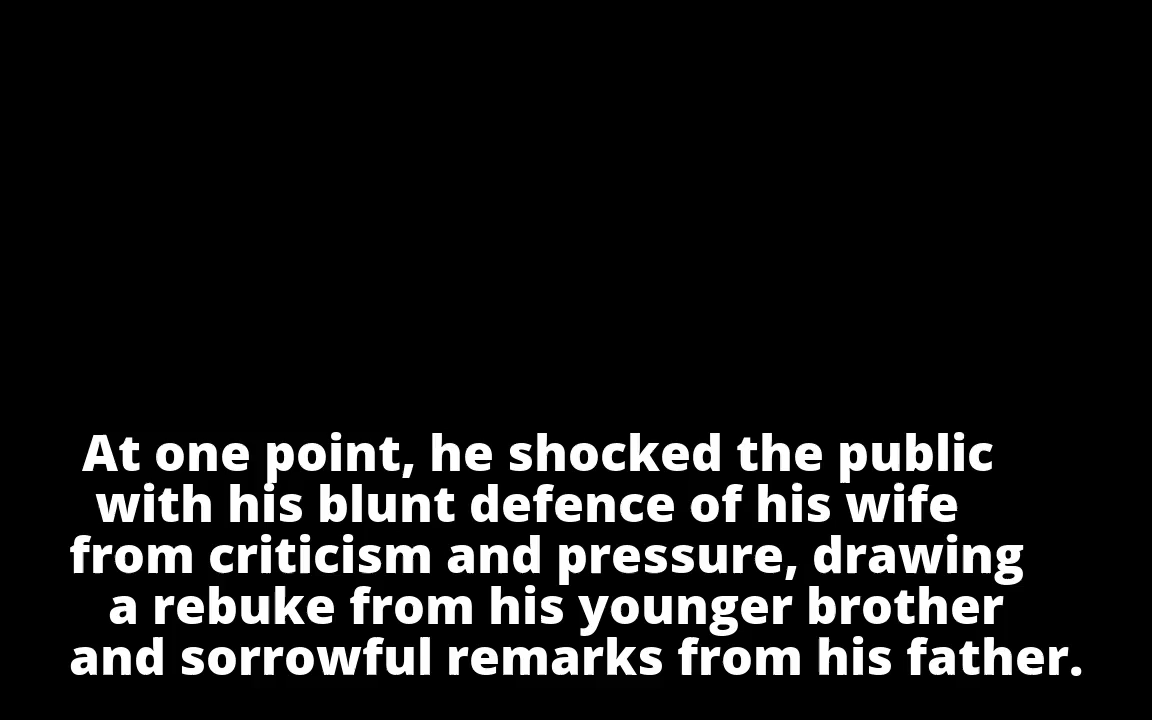 At one point, he shocked the public
with his blunt defence of his wife
from criticism and pressure, drawing
a rebuke from his younger brother
and sorrowful remarks from his father.